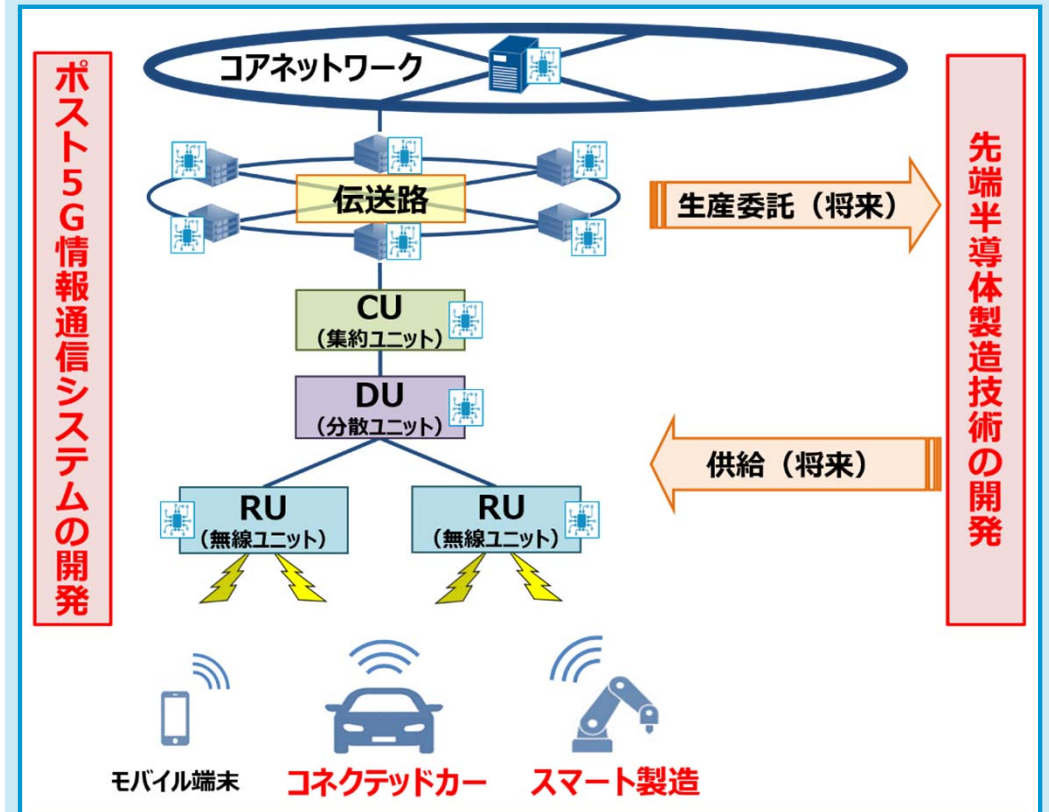 コアネットワーク
ポスト5G情報通信システムの開発
先端半導体製造技術の開発
伝送路
生産委託（将来）
CU
（集約ユニット）
DU
（分散ユニット）
供給（将来）
RU
（無線ユニット）
RU
（無線ユニット）
モバイル端末
コネクテッドカー
スマート製造